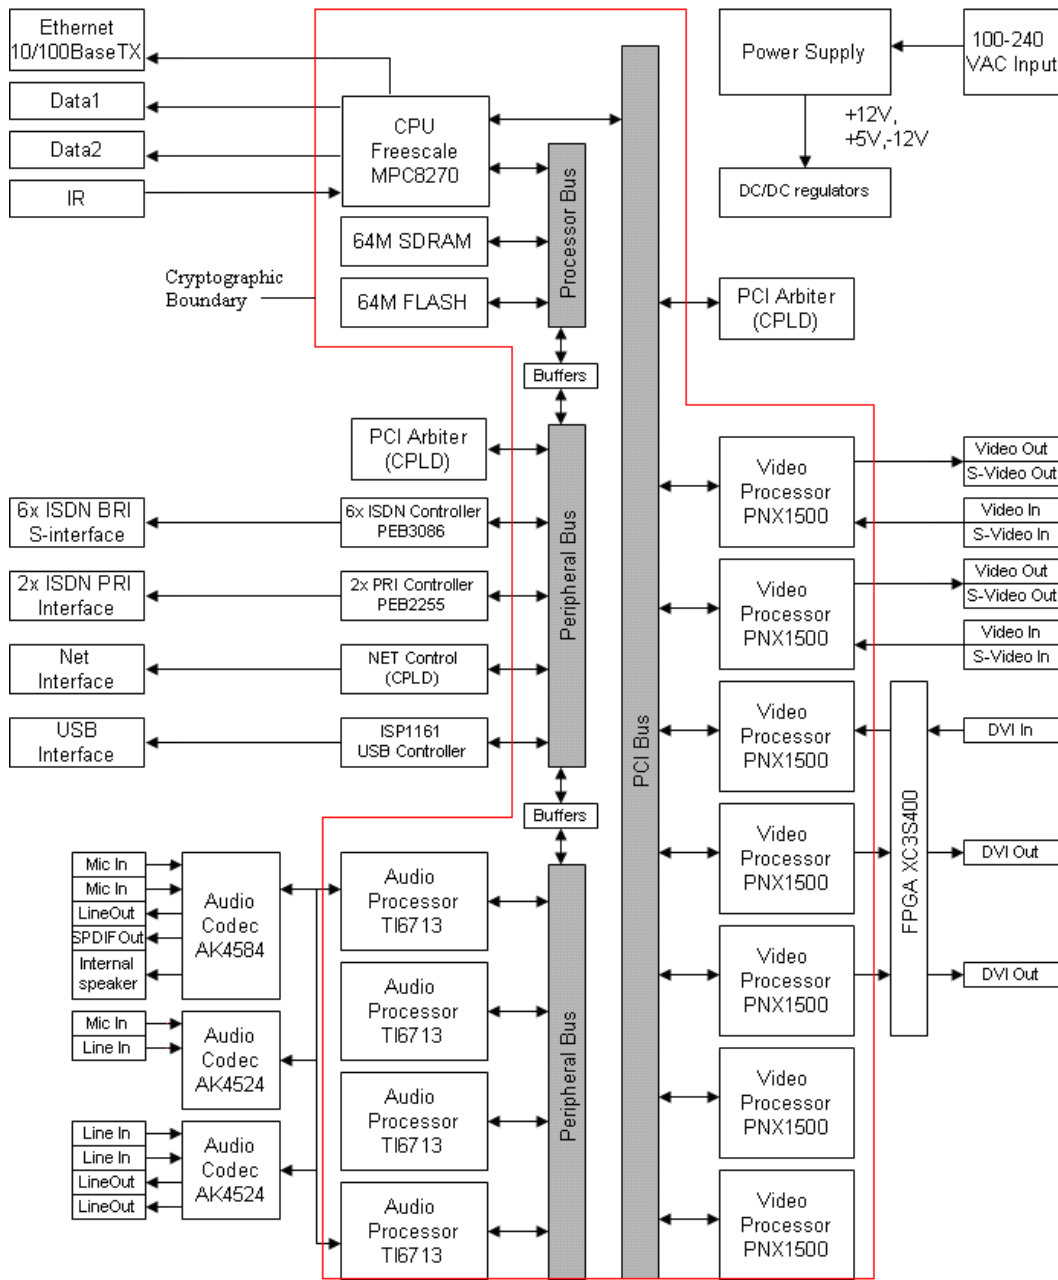 Ethernet
10/100BaseTX
Data1
Data2
IR
CPU
Freescale
MPC8270
64M SDRAM
64M FLASH
Cryptographic
Boundary
Processor Bus
Buffers
Power Supply
100-240
VAC Input
+12V,
+5V,-12V
DC/DC regulators
PCI Arbiter
(CPLD)
PCI Bus
PCI Arbiter
(CPLD)
6x ISDN BRI
S-interface
6x ISDN Controller
PEB3086
2x ISDN PRI
Interface
2x PRI Controller
PEB2255
Net
Interface
NET Control
(CPLD)
USB
Interface
ISP1161
USB Controller
Peripheral Bus
Buffers
Video
Processor
PNX1500
Video Out
S-Video Out
Video In
S-Video In
Video
Processor
PNX1500
Video Out
S-Video Out
Video In
S-Video In
Video
Processor
PNX1500
DVI In
Video
Processor
PNX1500
FPGA XC3S400
DVI Out
Video
Processor
PNX1500
DVI Out
Video
Processor
PNX1500
Video
Processor
PNX1500
Mic In
Mic In
LineOut
SPDIFOut
Internal
speaker
Audio
Codec
AK4584
Audio
Processor
TI6713
Mic In
Line In
Audio
Codec
AK4524
Audio
Processor
TI6713
Line In
Line In
LineOut
LineOut
Audio
Codec
AK4524
Audio
Processor
TI6713
Audio
Processor
TI6713
Peripheral Bus